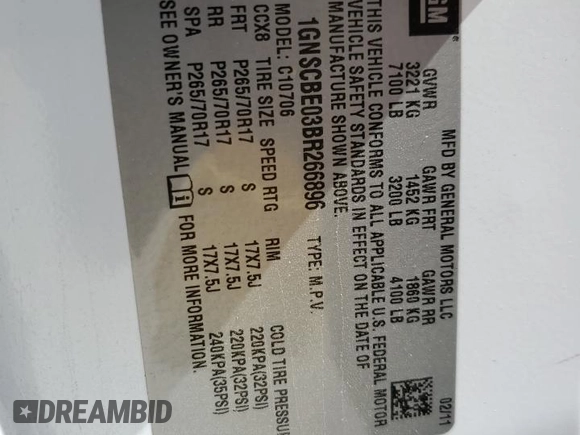 GM
MFD BY GENERAL MOTORS LLC 02/11
GVWR GAWR FRT GAWR RR
3221 KG 1452 KG 1860 KG
7100 LB 3200 LB 4100 LB
THIS VEHICLE CONFORMS TO ALL APPLICABLE U.S. FEDERAL MOTOR
VEHICLE SAFETY STANDARDS IN EFFECT ON THE DATE OF
MANUFACTURE SHOWN ABOVE.
1GNSCBE03BR266896 TYPE: M.P.V.
MODEL: C10706
CCX8 TIRE SIZE SPEED RTG RIM COLD TIRE PRESSUR
FRT P265/70R17 S 17X7.5J 220KPA(32PSI)
RR P265/70R17 S 17X7.5J 220KPA(32PSI)
SPA P265/70R17 S 17X7.5J 240KPA(35PSI)
SEE OWNER'S MANUAL FOR MORE INFORMATION.
DREAMBID